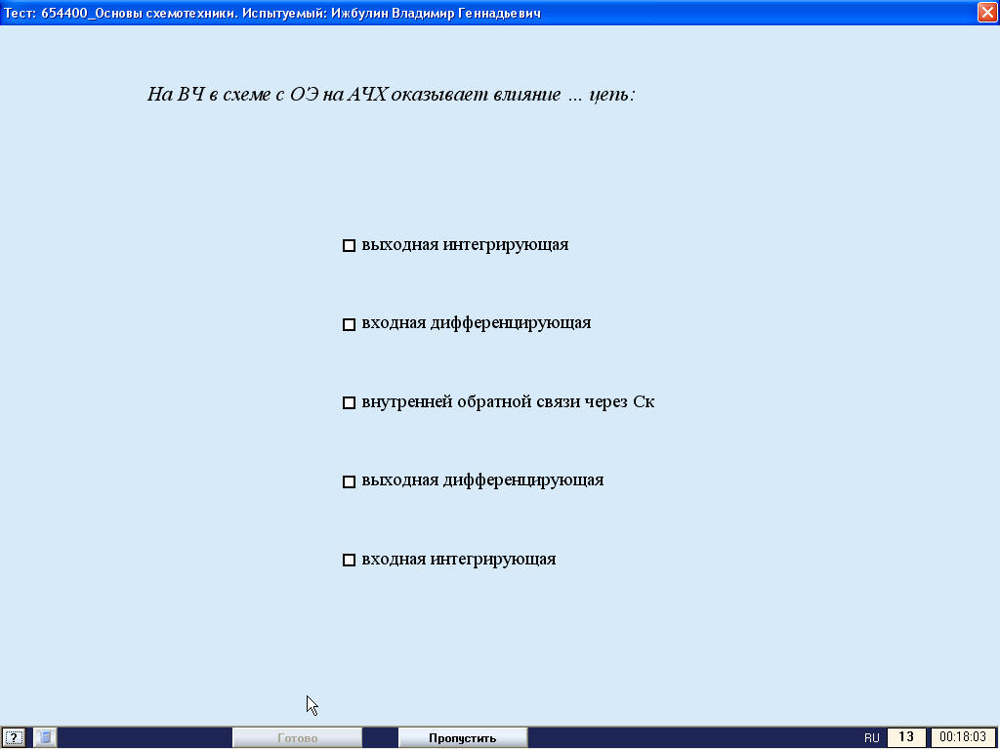 Тест: 654400_Основы схемотехники. Испытуемый: Ижбулин Владимир Геннадьевич
На ВЧ в схеме с ОЭ на АЧХ оказывает влияние ... цепь:
выходная интегрирующая
входная дифференцирующая
внутренней обратной связи через Ск
выходная дифференцирующая
входная интегрирующая
? Готово Пропустить RU 13 00:18:03